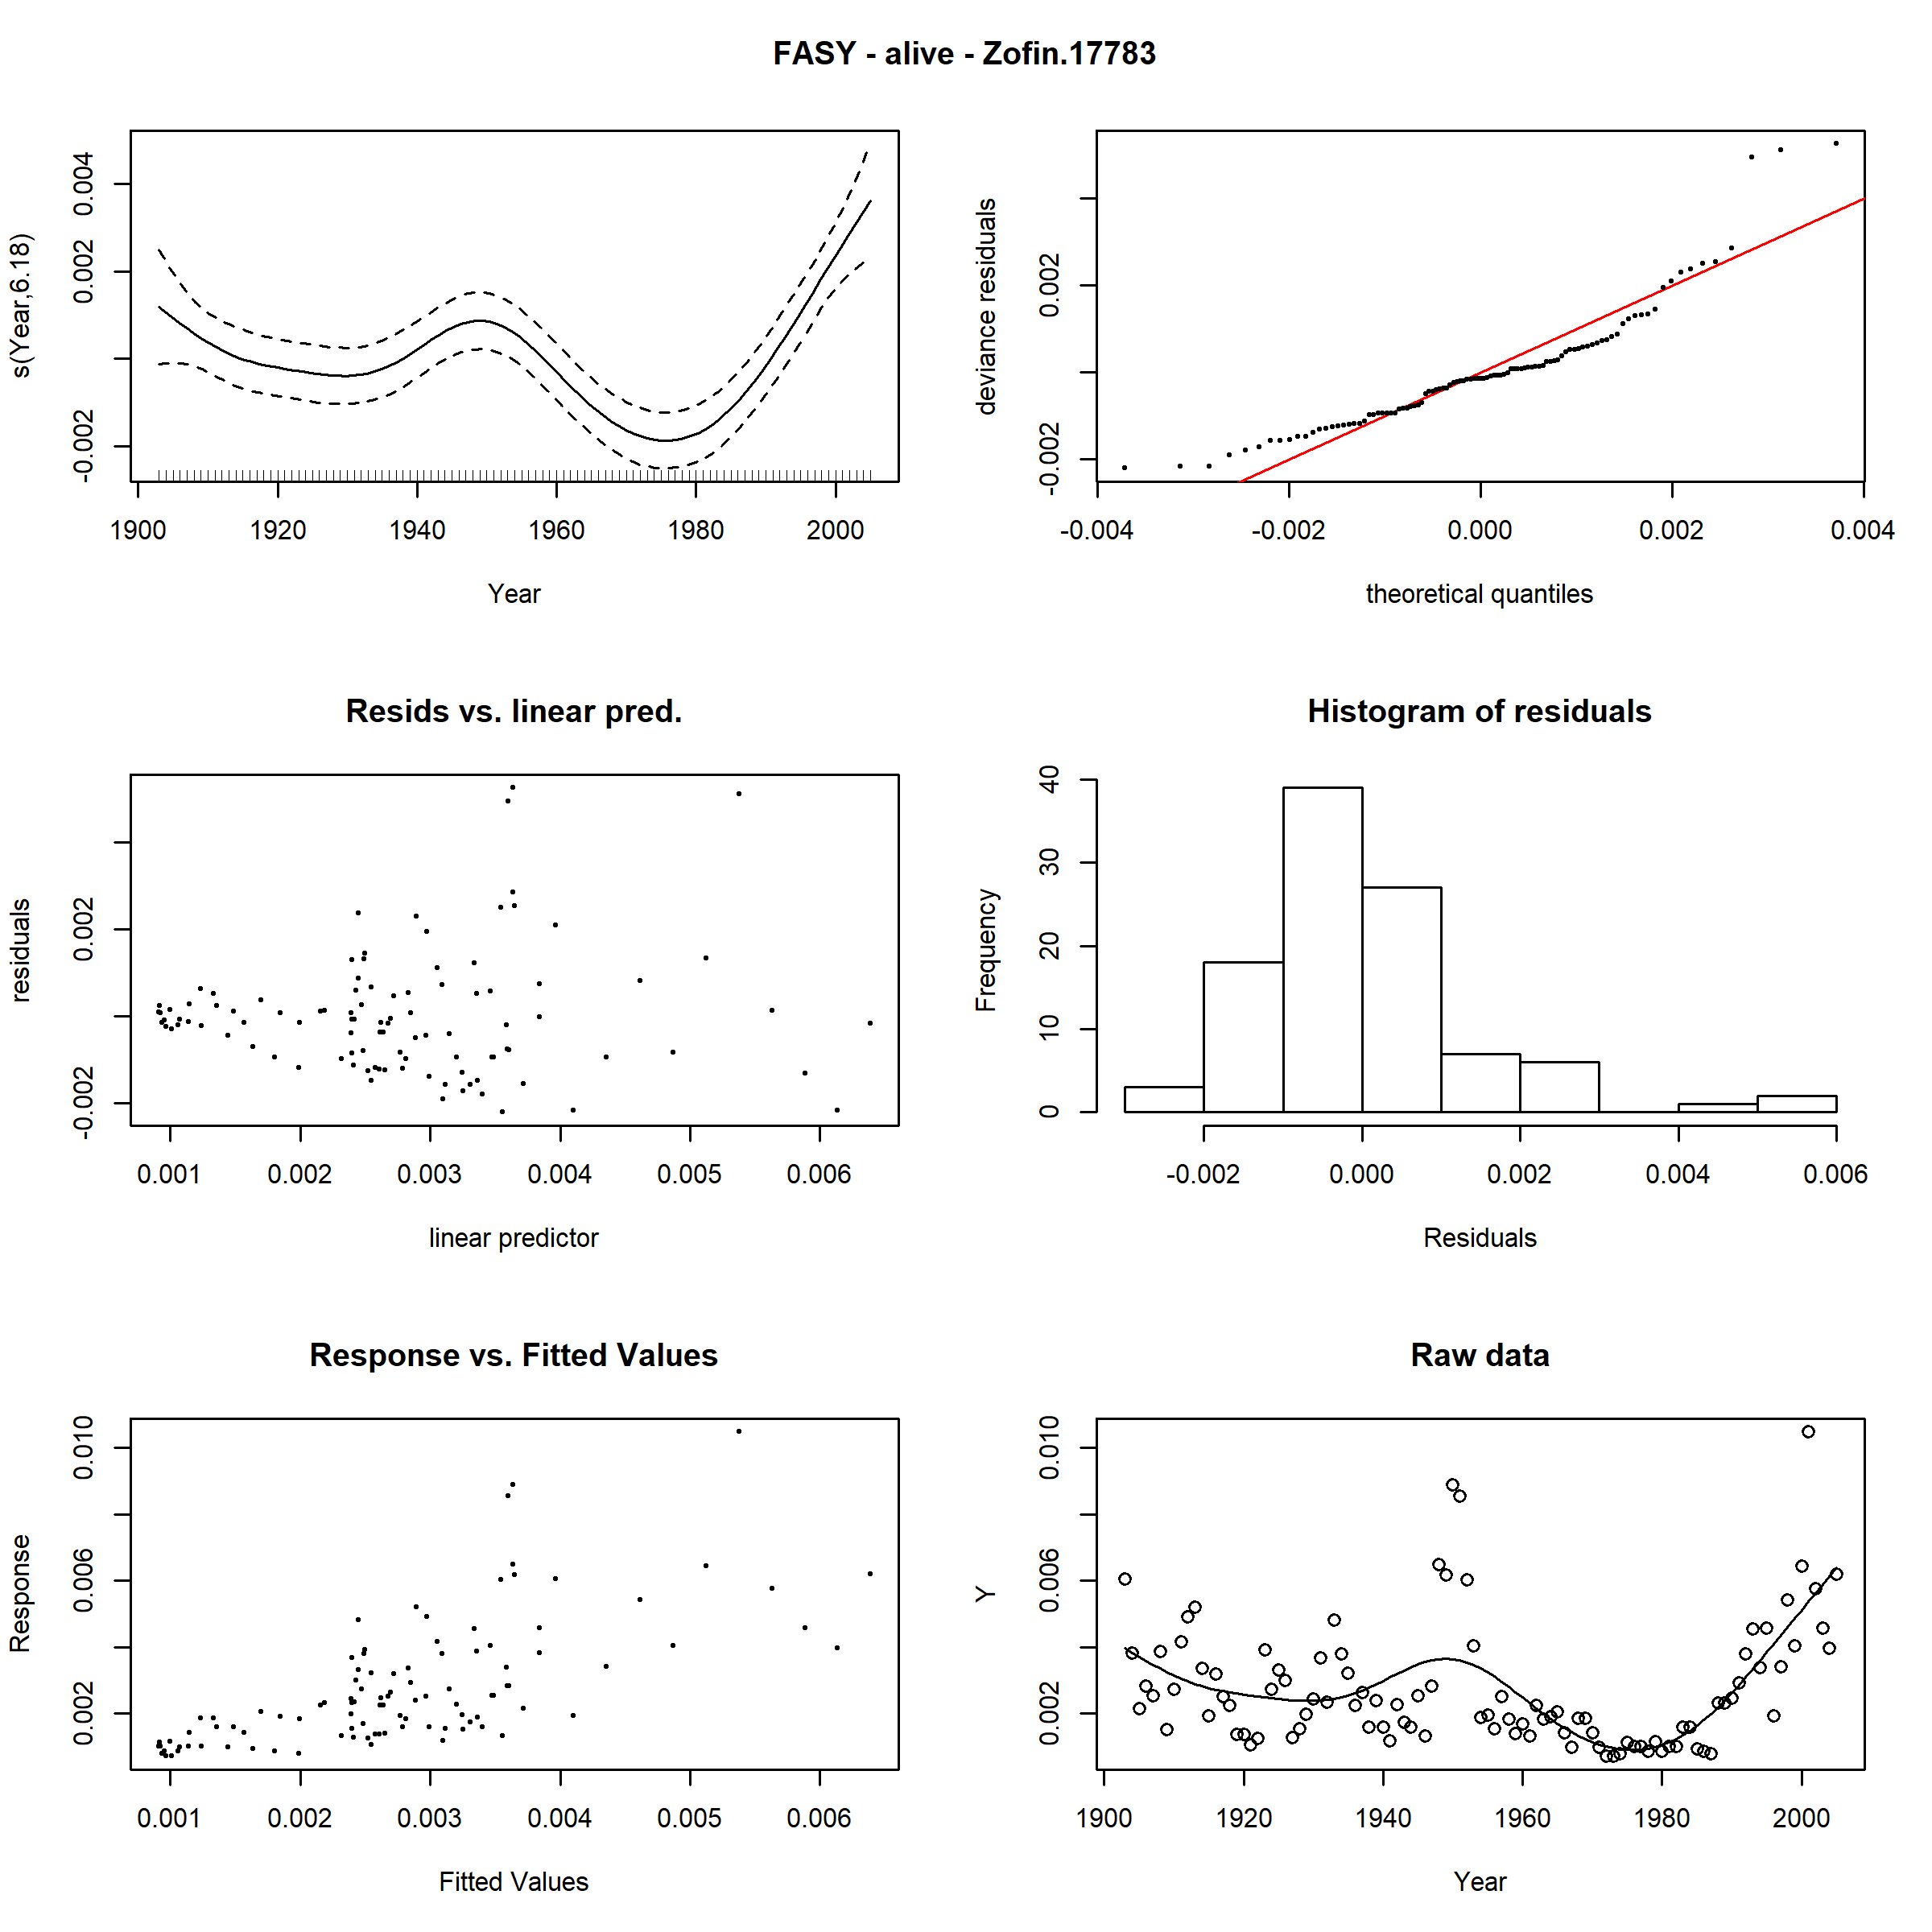 FASY - alive - Zofin.17783
s(Year,6.18)
0.004
0.002
-0.002
1900 1920 1940 1960 1980 2000
Year
deviance residuals
0.002
-0.002
-0.004 -0.002 0.000 0.002 0.004
theoretical quantiles
Resids vs. linear pred.
residuals
0.002
-0.002
0.001 0.002 0.003 0.004 0.005 0.006
linear predictor
Histogram of residuals
Frequency
40
30
20
10
0
-0.002 0.000 0.002 0.004 0.006
Residuals
Response vs. Fitted Values
Response
0.010
0.006
0.002
0.001 0.002 0.003 0.004 0.005 0.006
Fitted Values
Raw data
Y
0.010
0.006
0.002
1900 1920 1940 1960 1980 2000
Year